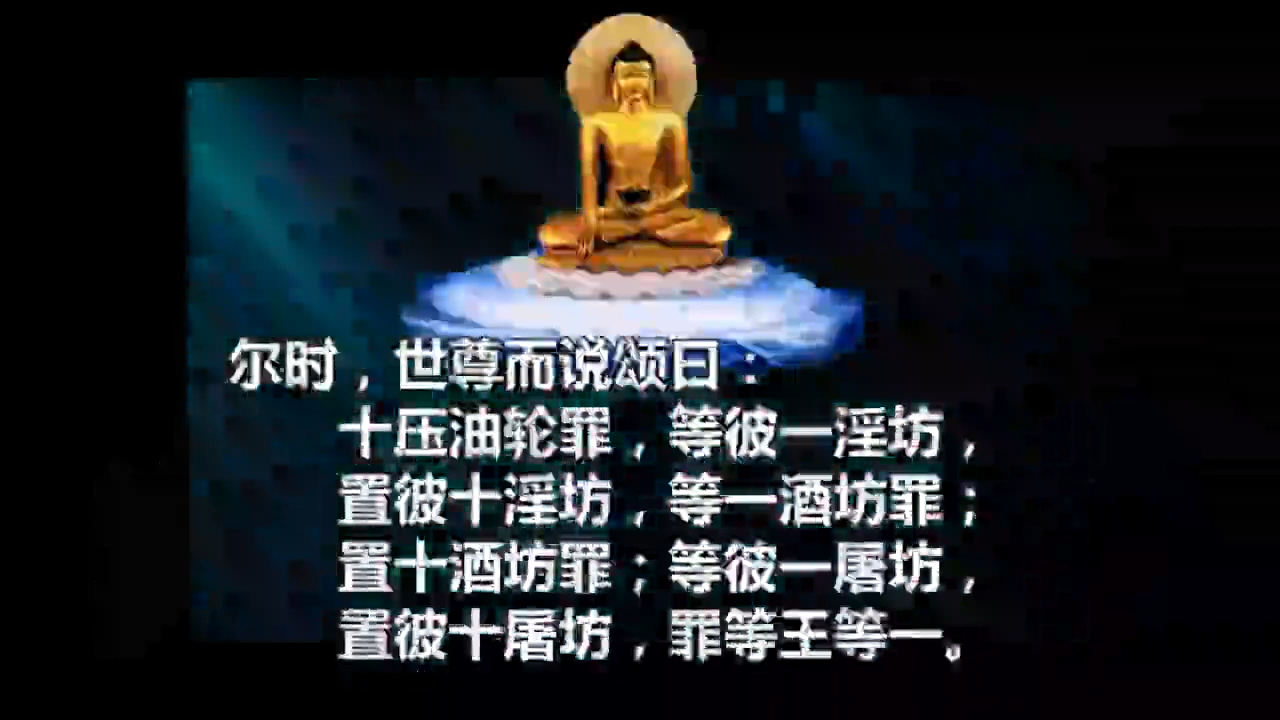 尔时，世尊而说颂曰：
十压油轮罪，等彼一淫坊，
置彼十淫坊，等一酒坊罪；
置十酒坊罪；等彼一屠坊，
置彼十屠坊，罪等王等一。